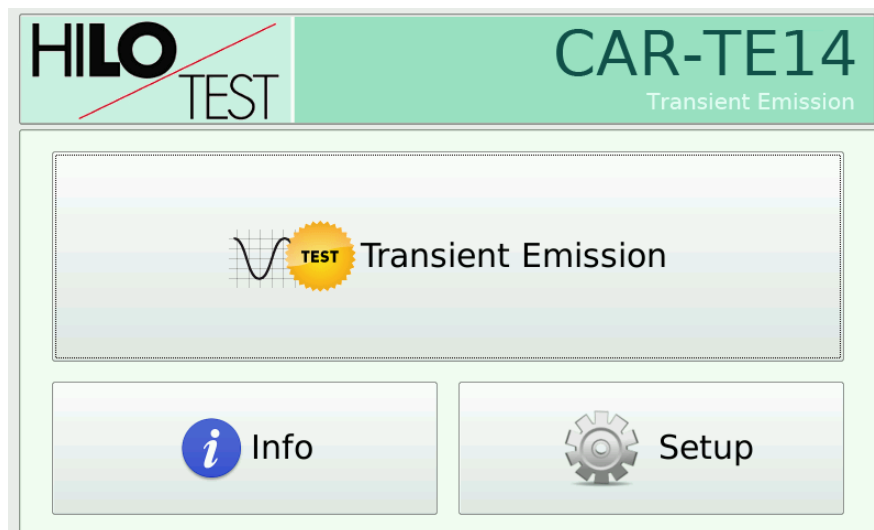 HILO
TEST
CAR-TE14
Transient Emission
TEST
Transient Emission
i
Info
Setup